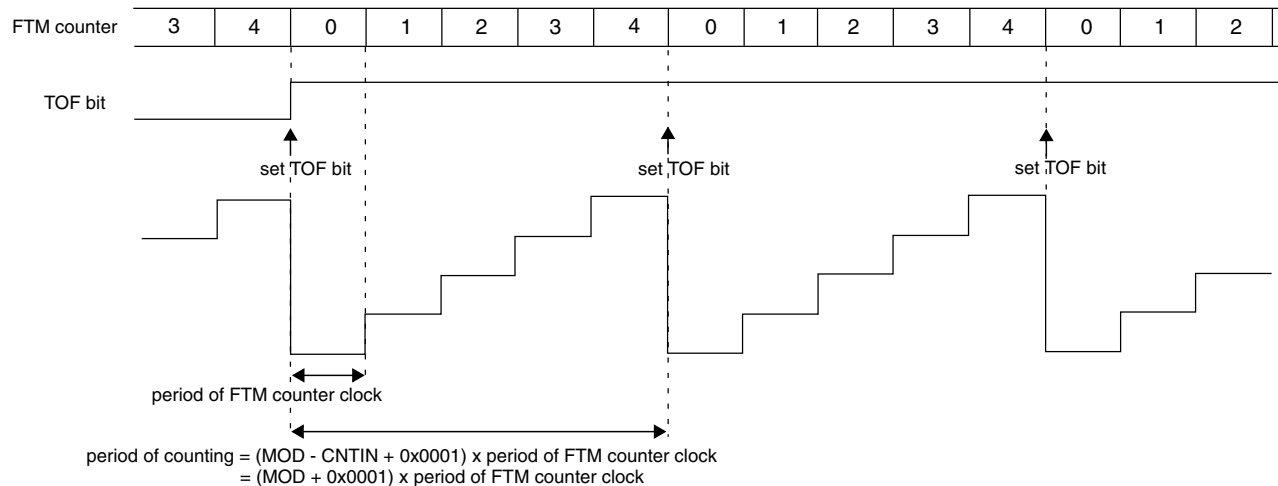 FTM counter 3 4 0 1 2 3 4 0 1 2 3 4 0 1 2
TOF bit
set TOF bit set TOF bit set TOF bit
period of FTM counter clock
period of counting = (MOD - CNTIN + 0x0001) x period of FTM counter clock
= (MOD + 0x0001) x period of FTM counter clock